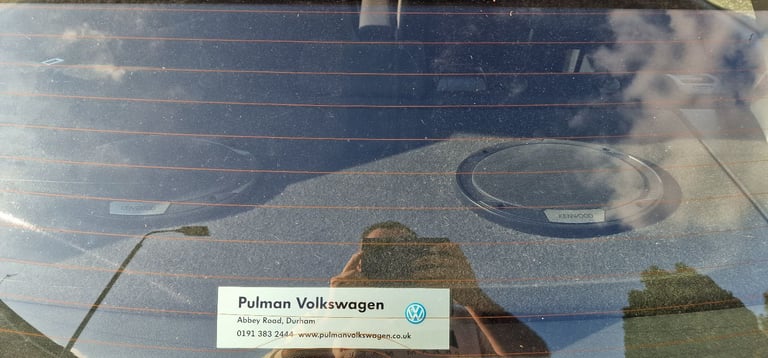 KENWOOD
Pulman Volkswagen
Abbey Road, Durham
0191 383 2444 www.pulmanvolkswagen.co.uk